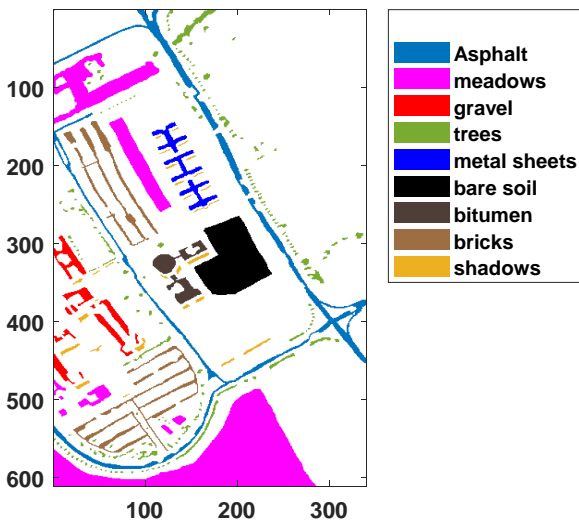 100
200
300
400
500
600
100
200
300
Asphalt
meadows
gravel
trees
metal sheets
bare soil
bitumen
bricks
shadows